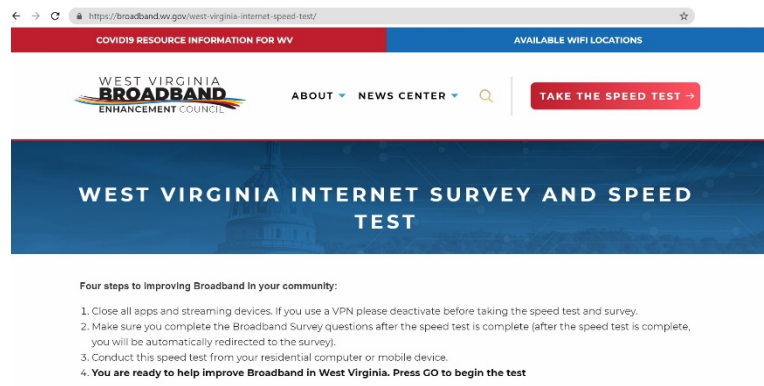 https://broadband.wv.gov/west-virginia-internet-speed-test/
COVID19 RESOURCE INFORMATION FOR WV
AVAILABLE WIFI LOCATIONS
WEST VIRGINIA
BROADBAND
ENHANCEMENT COUNCIL
ABOUT NEWS CENTER
TAKE THE SPEED TEST →
WEST VIRGINIA INTERNET SURVEY AND SPEED
TEST
Four steps to improving Broadband in your community:
1. Close all apps and streaming devices. If you use a VPN please deactivate before taking the speed test and survey.
2. Make sure you complete the Broadband Survey questions after the speed test is complete (after the speed test is complete,
you will be automatically redirected to the survey).
3. Conduct this speed test from your residential computer or mobile device.
4. You are ready to help improve Broadband in West Virginia. Press GO to begin the test